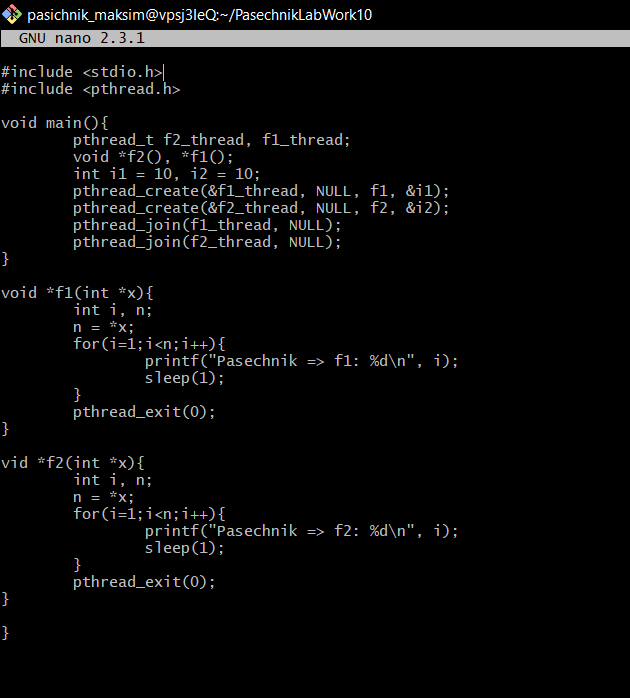 pasichnik_maksim@vpsj3IeQ:~/PasechnikLabWork10
GNU nano 2.3.1
#include <stdio.h>
#include <pthread.h>
void main(){
pthread_t f2_thread, f1_thread;
void *f2(), *f1();
int i1 = 10, i2 = 10;
pthread_create(&f1_thread, NULL, f1, &i1);
pthread_create(&f2_thread, NULL, f2, &i2);
pthread_join(f1_thread, NULL);
pthread_join(f2_thread, NULL);
}
void *f1(int *x){
int i, n;
n = *x;
for(i=1;i<n;i++){
printf("Pasechnik => f1: %d\n", i);
sleep(1);
}
pthread_exit(0);
}
vid *f2(int *x){
int i, n;
n = *x;
for(i=1;i<n;i++){
printf("Pasechnik => f2: %d\n", i);
sleep(1);
}
pthread_exit(0);
}
}